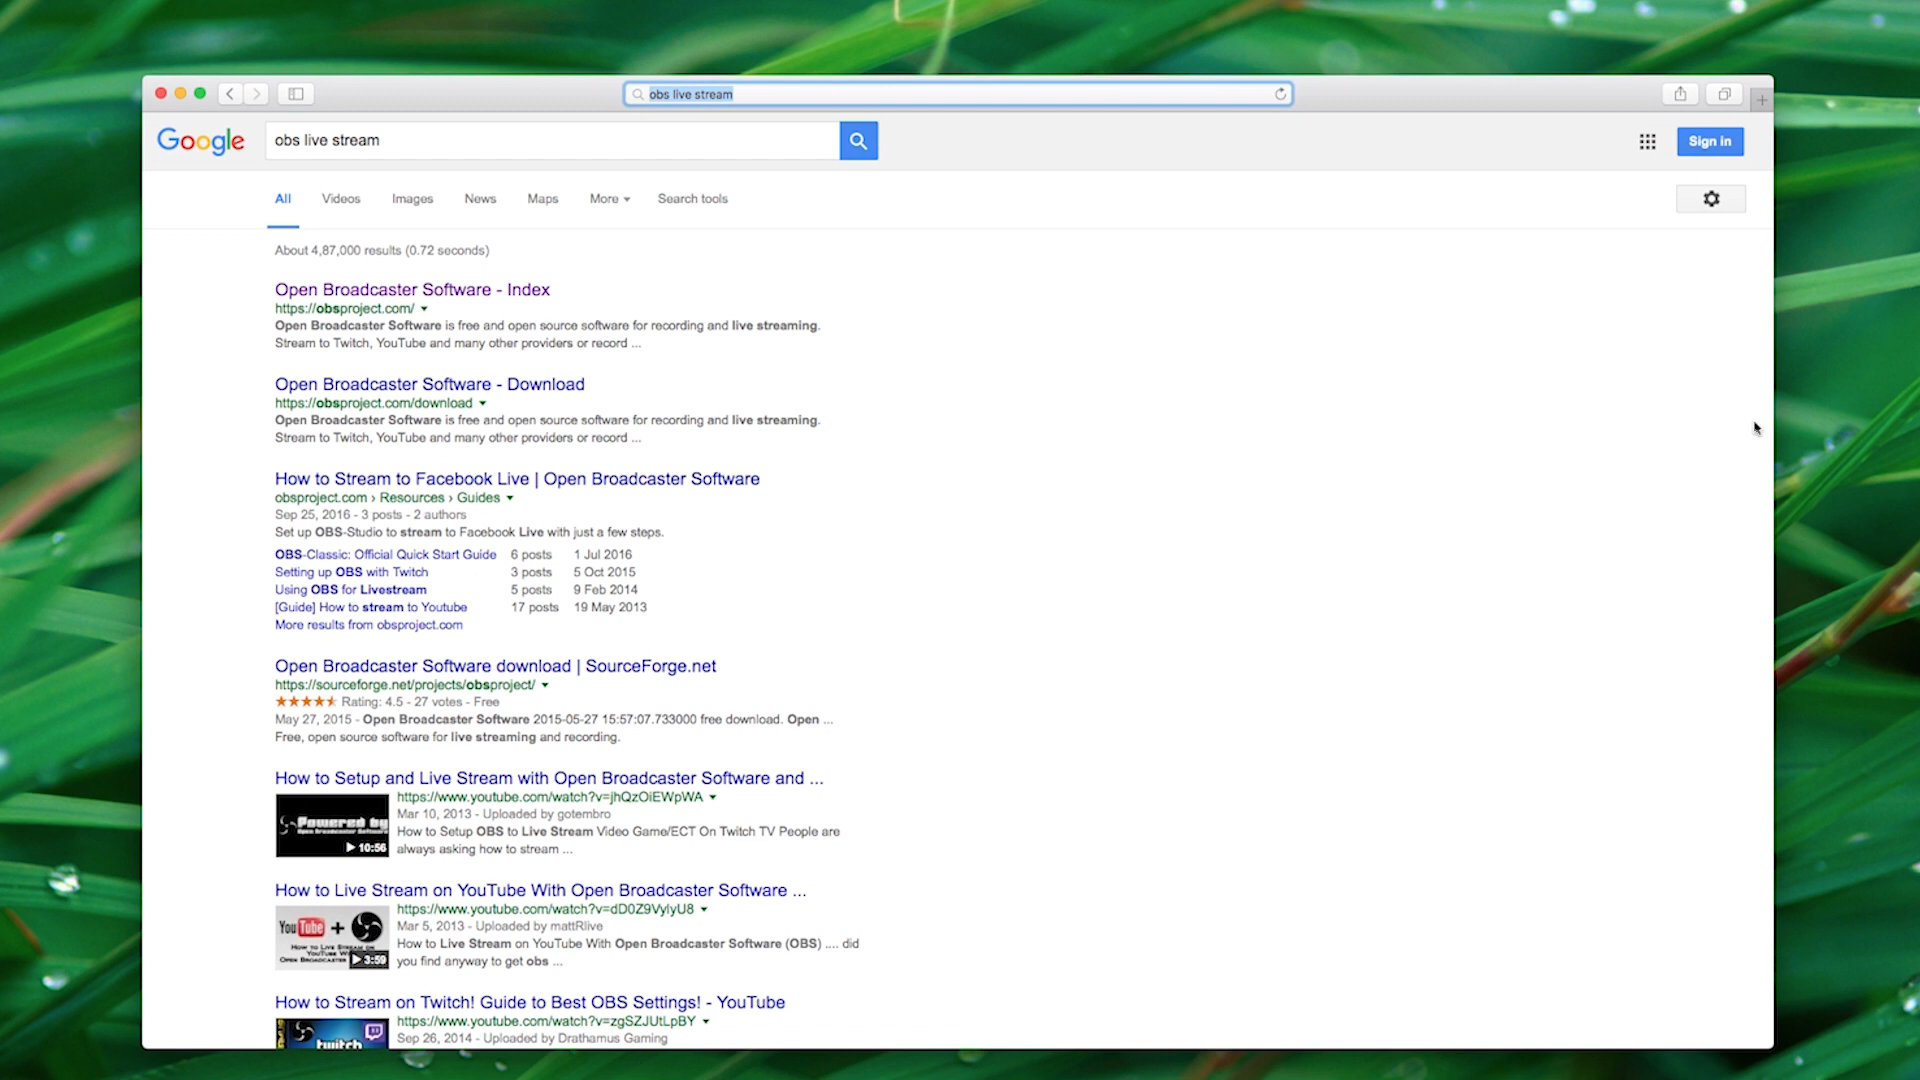 obs live stream
Google
obs live stream
Sign in
All Videos Images News Maps More Search tools
About 4,87,000 results (0.72 seconds)
Open Broadcaster Software - Index
https://obsproject.com/
Open Broadcaster Software is free and open source software for recording and live streaming.
Stream to Twitch, YouTube and many other providers or record ...
Open Broadcaster Software - Download
https://obsproject.com/download
Open Broadcaster Software is free and open source software for recording and live streaming.
Stream to Twitch, YouTube and many other providers or record ...
How to Stream to Facebook Live | Open Broadcaster Software
obsproject.com › Resources › Guides
Sep 25, 2016 - 3 posts - 2 authors
Set up OBS-Studio to stream to Facebook Live with just a few steps.
OBS-Classic: Official Quick Start Guide 6 posts 1 Jul 2016
Setting up OBS with Twitch 3 posts 5 Oct 2015
Using OBS for Livestream 5 posts 9 Feb 2014
[Guide] How to stream to Youtube 17 posts 19 May 2013
More results from obsproject.com
Open Broadcaster Software download | SourceForge.net
https://sourceforge.net/projects/obsproject/
Rating: 4.5 - 27 votes - Free
May 27, 2015 - Open Broadcaster Software 2015-05-27 15:57:07.733000 free download. Open ...
Free, open source software for live streaming and recording.
How to Setup and Live Stream with Open Broadcaster Software and ...
https://www.youtube.com/watch?v=jhQzOiEWpWA
Mar 10, 2013 - Uploaded by gotembro
How to Setup OBS to Live Stream Video Game/ECT On Twitch TV People are
always asking how to stream ...
Powered by
Open Broadcaster Software
10:56
How to Live Stream on YouTube With Open Broadcaster Software ...
https://www.youtube.com/watch?v=dD0Z9VylyU8
Mar 5, 2013 - Uploaded by mattRlive
How to Live Stream on YouTube With Open Broadcaster Software (OBS) .... did
you find anyway to get obs ...
YouTube +
How to Live Stream on
YouTube
Open Broadcaster
3:59
How to Stream on Twitch! Guide to Best OBS Settings! - YouTube
https://www.youtube.com/watch?v=zgSZJUtLpBY
Sep 26, 2014 - Uploaded by Drathamus Gaming
twitch